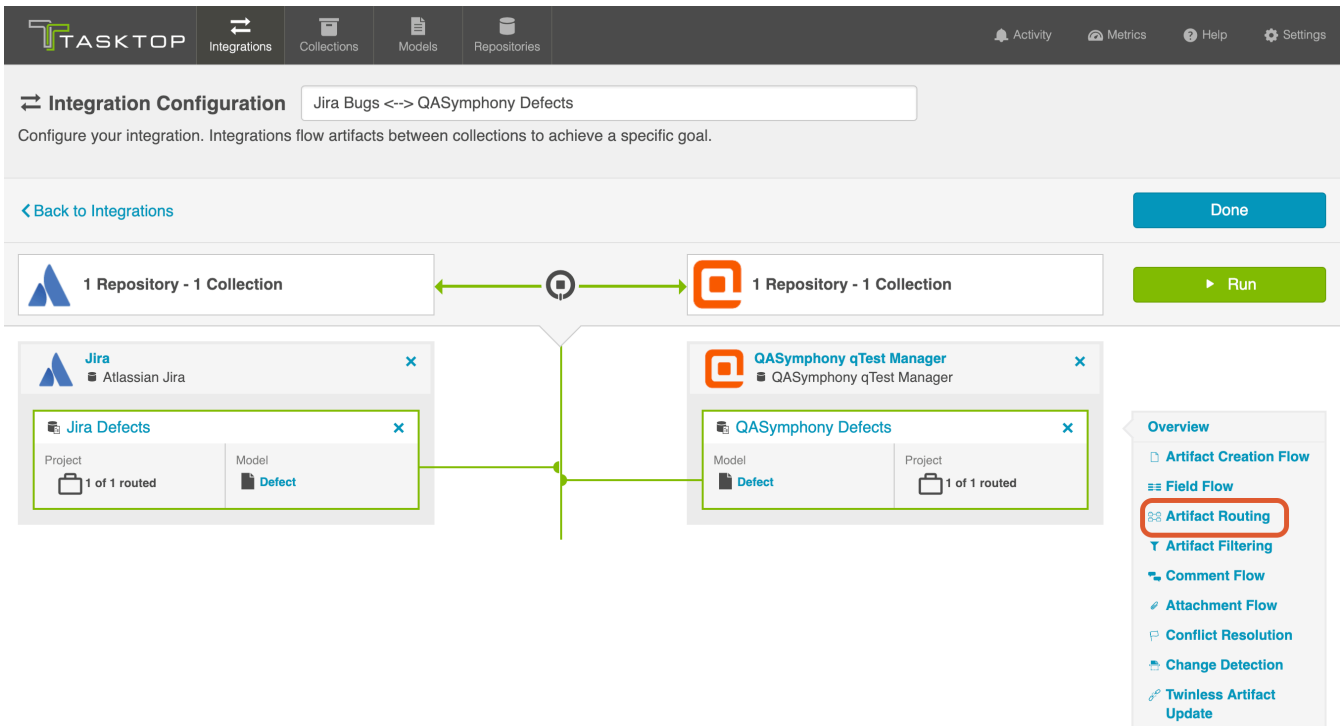 TASKTOP
Integrations
Collections
Models
Repositories
Activity
Metrics
Help
Settings
Integration Configuration
Jira Bugs <--> QASymphony Defects
Configure your integration. Integrations flow artifacts between collections to achieve a specific goal.
Back to Integrations
Done
1 Repository - 1 Collection
1 Repository - 1 Collection
Run
Jira
Atlassian Jira
QASymphony qTest Manager
QASymphony qTest Manager
Jira Defects
Project
1 of 1 routed
Model
Defect
QASymphony Defects
Model
Defect
Project
1 of 1 routed
Overview
Artifact Creation Flow
Field Flow
Artifact Routing
Artifact Filtering
Comment Flow
Attachment Flow
Conflict Resolution
Change Detection
Twinless Artifact
Update